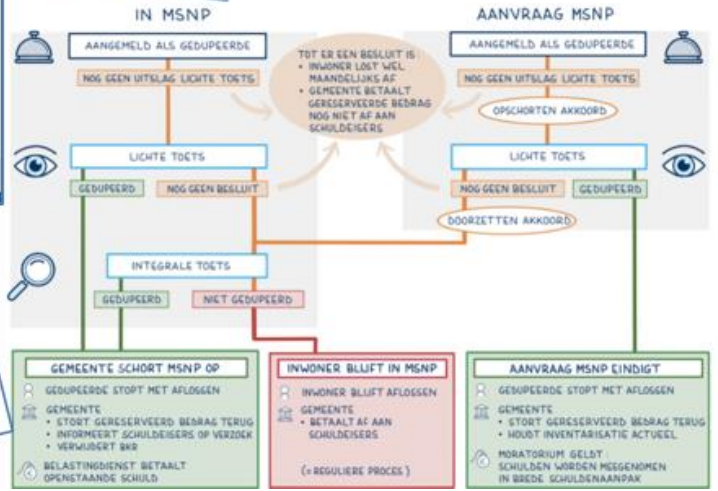 IN MSNP
AANGEMELD ALS GEDUPEERDE
NOG GEEN UITSLAG LICHTE TOETS
LICHTE TOETS
GEDUPEERD
NOG GEEN BESLUIT
INTEGRALE TOETS
GEDUPEERD
NIET GEDUPEERD
TOT ER EEN BESLUIT IS:
• INWONER LOST WEL
MAANDELIJKS AF
• GEMEENTE BETAALT
GERESERVEERDE BEDRAG
NOG NIET AF AAN
SCHULDEISERS
AANVRAAG MSNP
AANGEMELD ALS GEDUPEERDE
NOG GEEN UITSLAG LICHTE TOETS
OPSCHORTEN AKKOORD
LICHTE TOETS
NOG GEEN BESLUIT
GEDUPEERD
DOORZETTEN AKKOORD
GEMEENTE SCHORT MSNP OP
GEDUPEERDE STOPT MET AFLOSSEN
GEMEENTE
• STORT GERESERVEERD BEDRAG TERUG
• INFORMEERT SCHULDEISERS OP VERZOEK
• VERWIJDERT BKR
BELASTINGDIENST BETAALT
OPENSTAANDE SCHULD
INWONER BLIJFT IN MSNP
INWONER BLIJFT AFLOSSEN
GEMEENTE
• BETAALT AF AAN
SCHULDEISERS
(= REGULIERE PROCES)
AANVRAAG MSNP EINDIGT
GEDUPEERDE STOPT MET AFLOSSEN
GEMEENTE
• STORT GERESERVEERD BEDRAG TERUG
• HOUDT INVENTARISATIE ACTUEEL
MORATORIUM GELDT:
SCHULDEN WORDEN MEEGENOMEN
IN BREDE SCHULDENAANPAK